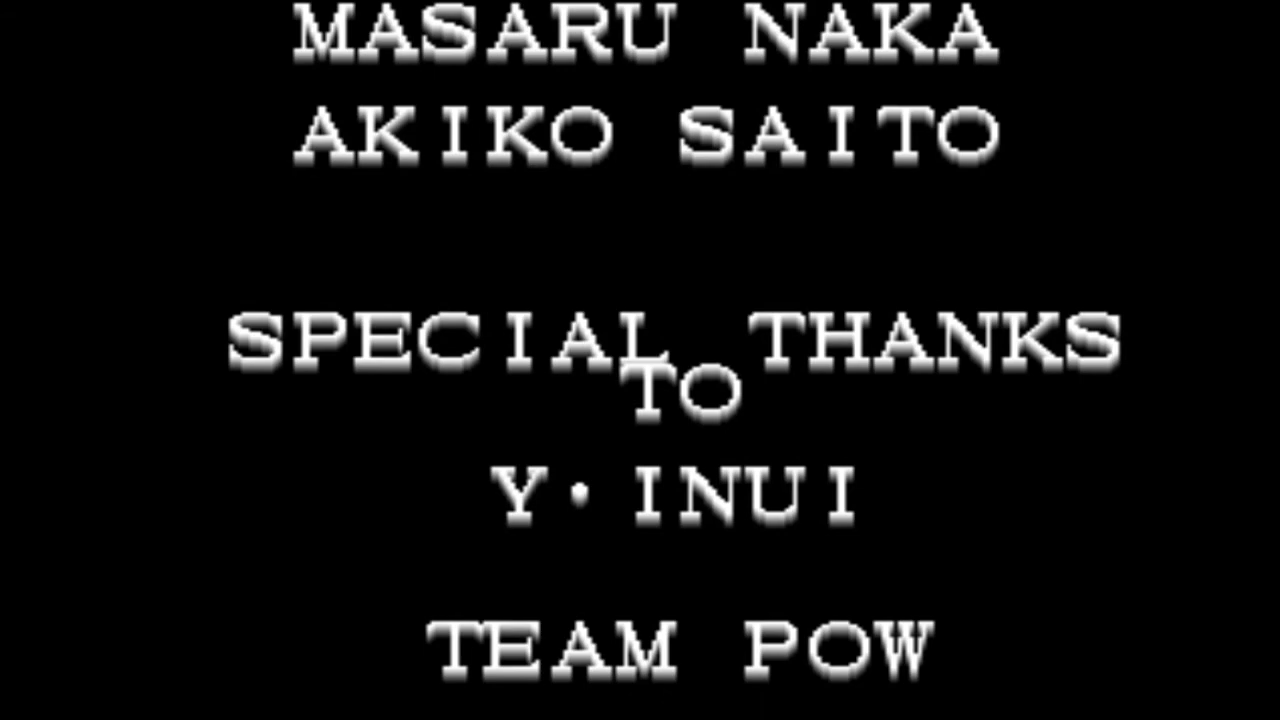 MASARU NAKA
AKIKO SAITO
SPECIAL THANKS
TO
Y・INUI
TEAM POW